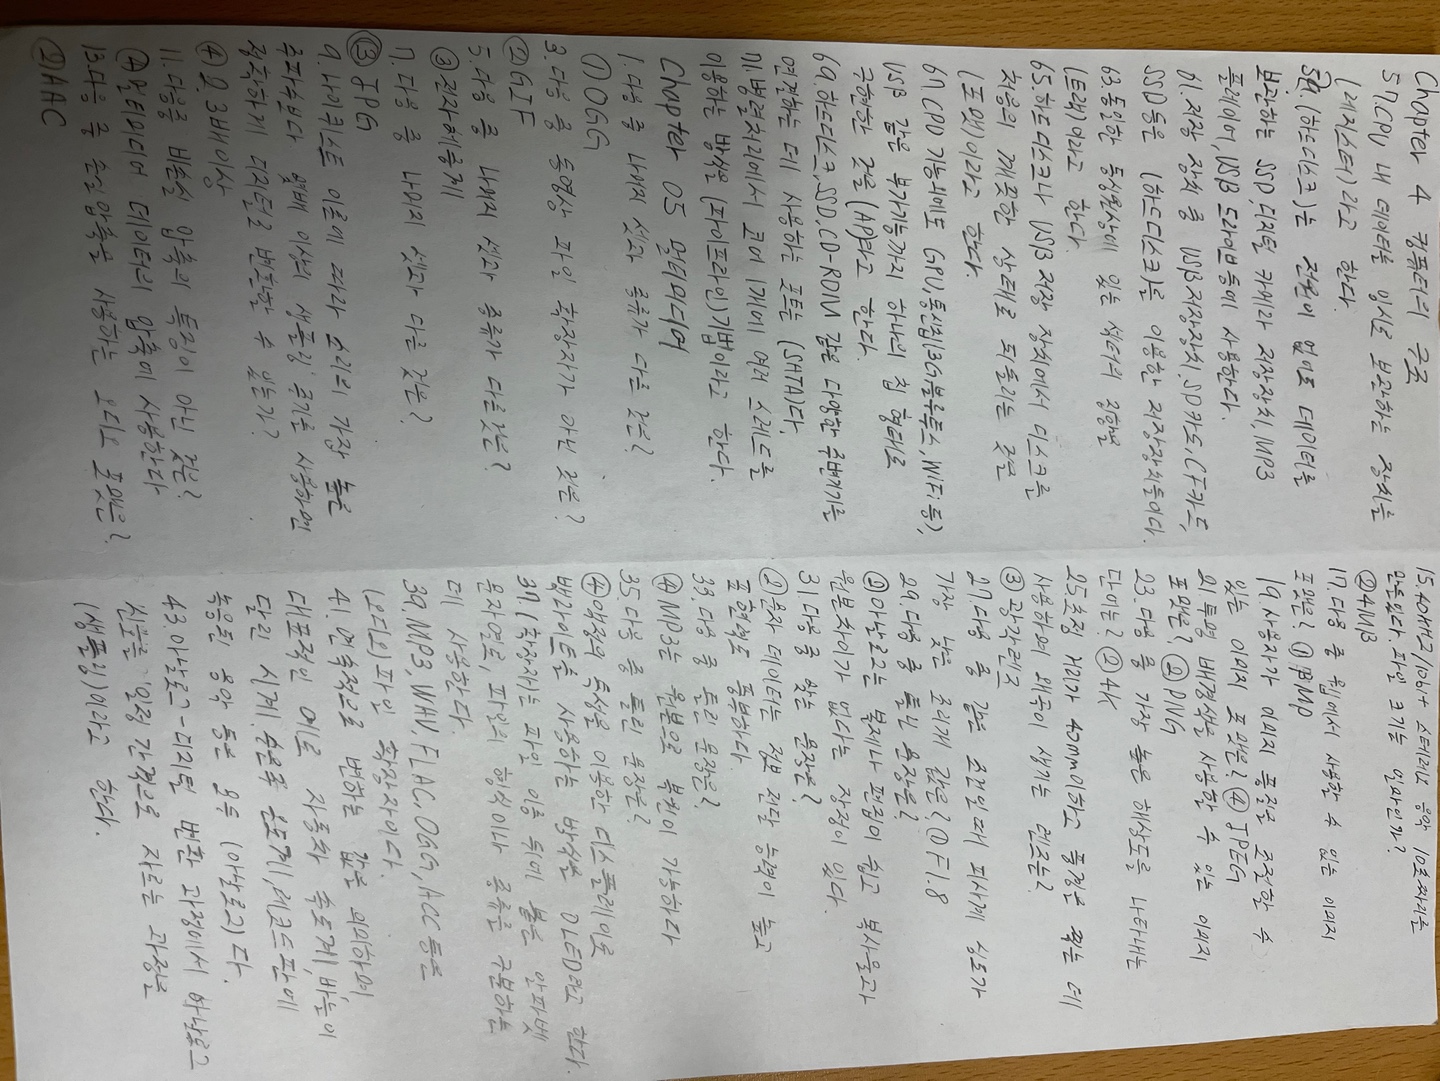 Chapter 4 컴퓨터의 구조
57.CPU 내 데이터를 임시로 보관하는 장치를
(레지스터)라고 한다.
59.(하드디스크)는 전원이 없이도 데이터를
보관하는 SSD,디지털 카메라 저장장치,MP3
플레이어,USB 드라이브등에 사용한다.
61.저장 장치 중 USB저장장치,SD카드,CF카드,
SSD등은 (하드디스크)를 이용한 저장장치들이다.
63.동일한 동심원상에 있는 섹터의 집합을
(트랙)이라고 한다.
65.하드디스크나 USB저장 장치에서 디스크를
처음의 깨끗한 상태로 되돌리는 것을
(포맷)이라고 한다.
67.CPU 기능외에도 GPU,통신칩(3G,블루투스,WiFi등),
USB 같은 부가기능까지 하나의 칩 형태로
구현한 것을 (AP)라고 한다.
69.하드디스크,SSD,CD-ROM 같은 다양한 주변기기를
연결하는 데 사용하는 포트는 (SATA)다.
71.병렬처리에서 코어 1개에 여러 스레드를
이용하는 방식을 (파이프라인)기법이라고 한다.
Chapter 05 멀티미디어
1.다음 중 나머지 셋과 종류가 다른 것은?
①OGG
3.다음 중 동영상 파일 확장자가 아닌 것은?
②GIF
5.다음 중 나머지 셋과 종류가 다른것은?
③전자체중계
7.다음 중 나머지 셋과 다른 것은?
③ JPG
9.나이퀴스트 이론에 따라 소리의 가장 높은
주파수보다 몇배 이상의 샘플링 주기를 사용하면
정확하게 디지털로 변환할 수 있는가?
④2.3배이상
11.다음중 비손실 압축의 특징이 아닌 것은?
④멀티미디어 데이터의 압축에 사용한다
13.다음 중 손실압축을 사용하는 오디오 포맷은?
②AAC
15.40kHz/10bit 스테레오 음악 10초짜리를
만들었다.파일 크기는 얼마인가?
②4MB
17.다음 중 웹에서 사용할 수 없는 이미지
포맷은? ①BMP
19.사용자가 이미지 품질을 조절할 수
있는 이미지 포맷은? ④JPEG
21.투명 배경색을 사용할 수 있는 이미지
포맷은? ②PNG
23.다음 중 가장 높은 해상도를 나타내는
단어는? ②4K
25.초점 거리가 40mm이하고 풍경을 찍는 데
사용하며 왜곡이 생기는 렌즈는?
③광각렌즈
27.다음 중 같은 조건일때 피사계 심도가
가장 낮은 조리개 값은? ①F1.8
29.다음 중 틀린 문장은?
②아날로그는 복제나 편집이 쉽고 복사물과
원본차이가 없다는 장점이 있다.
31.다음 중 맞는 문장은?
②문자 데이터는 정보 전달 능력이 높고
표현력도 풍부하다.
33.다음 중 틀린 문장은?
④MP3는 원본으로 복원이 가능하다
35.다음 중 틀린 문장은?
④액정의 특성을 이용한 디스플레이로
백라이트를 사용하는 방식을 OLED라고 한다.
37.(확장자)는 파일 이름 뒤에 붙은 알파벳
문자열로, 파일의 형식이나 종류를 구분하는
데 사용한다.
39.MP3,WAV,FLAC,OGG,ACC등은
(오디오)파일 확장자이다.
41.연속적으로 변하는 값을 의미하며,
대표적인 예로 자동차 속도계,바늘이
달린 시계,수은주 온도계,레코드판에
녹음된 음악 등은 모두 (아날로그)다.
43.아날로그-디지털 변환 과정에서 아날로그
신호를 일정 간격으로 자르는 과정을
(샘플링)이라고 한다.